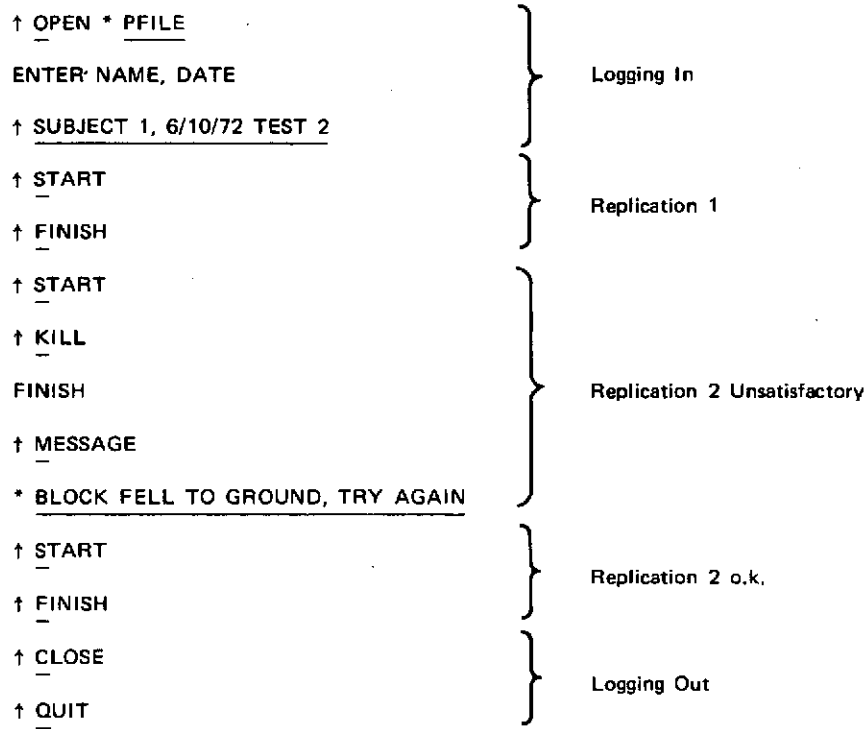 ↑ OPEN * PFILE
ENTER NAME, DATE
↑ SUBJECT 1, 6/10/72 TEST 2
Logging In
↑ START
↑ FINISH
Replication 1
↑ START
↑ KILL
FINISH
↑ MESSAGE
* BLOCK FELL TO GROUND, TRY AGAIN
Replication 2 Unsatisfactory
↑ START
↑ FINISH
Replication 2 o.k.
↑ CLOSE
↑ QUIT
Logging Out